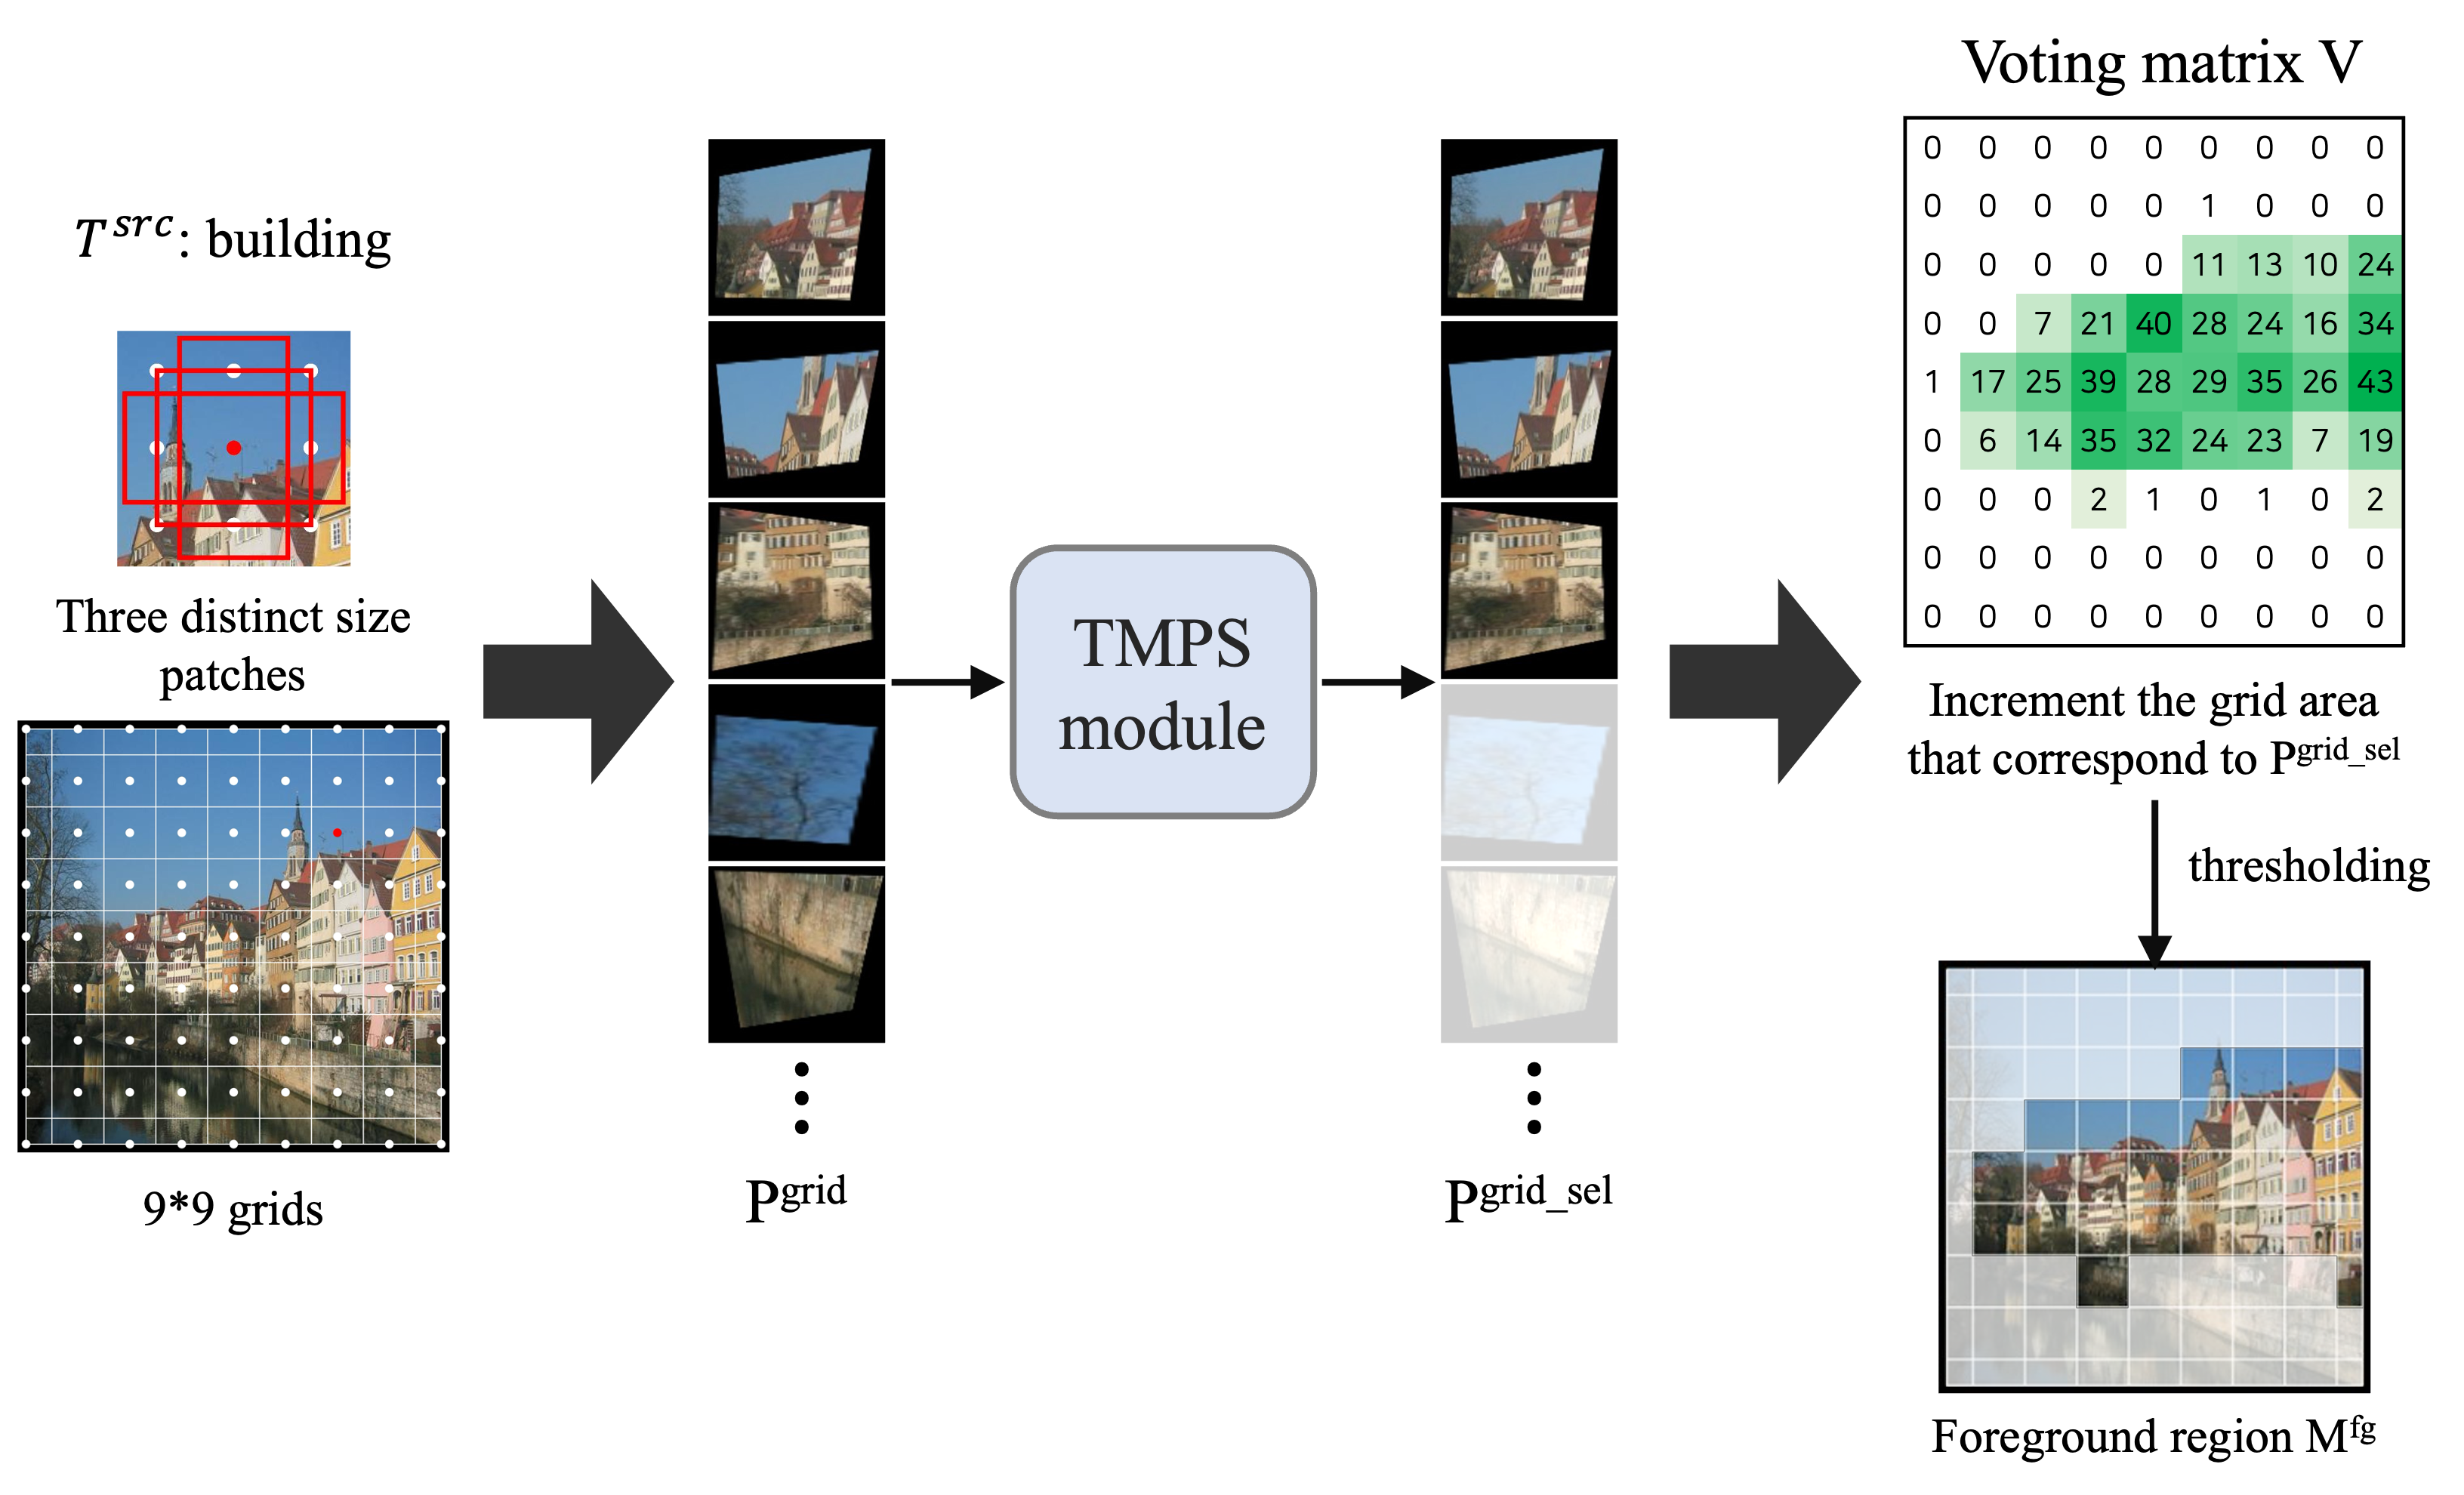 T^src: building
Three distinct size
patches
9*9 grids
P^grid
TMPS
module
P^grid_sel
Voting matrix V
0 0 0 0 0 0 0 0 0
0 0 0 0 0 1 0 0 0
0 0 0 0 0 11 13 10 24
0 0 7 21 40 28 24 16 34
1 17 25 39 28 29 35 26 43
0 6 14 35 32 24 23 7 19
0 0 0 2 1 0 1 0 2
0 0 0 0 0 0 0 0 0
0 0 0 0 0 0 0 0 0
Increment the grid area
that correspond to P^grid_sel
thresholding
Foreground region M^fg